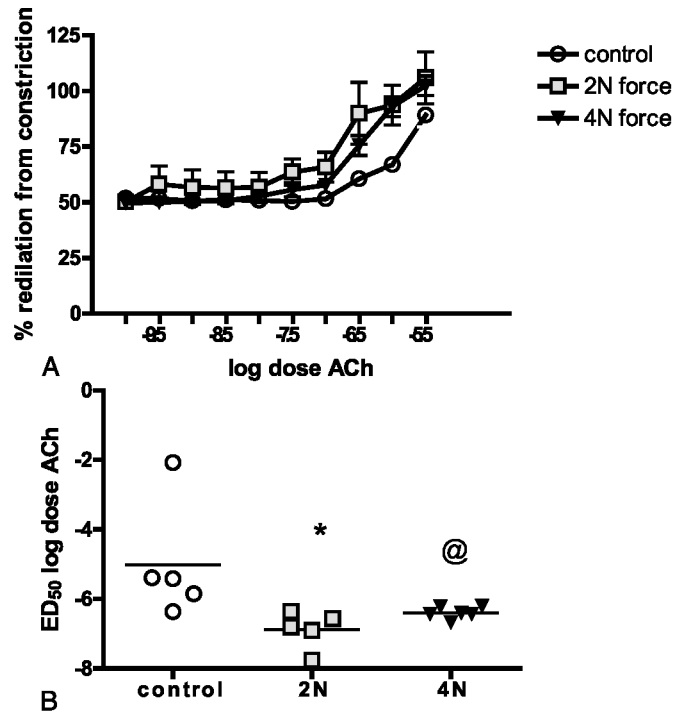 125
100
75
50
25
0
% redilation from constriction
-9.5 -8.5 -7.5 -6.5 -5.5
log dose ACh
A
control
2N force
4N force
0
-2
-4
-6
-8
ED50 log dose ACh
*
@
control 2N 4N
B